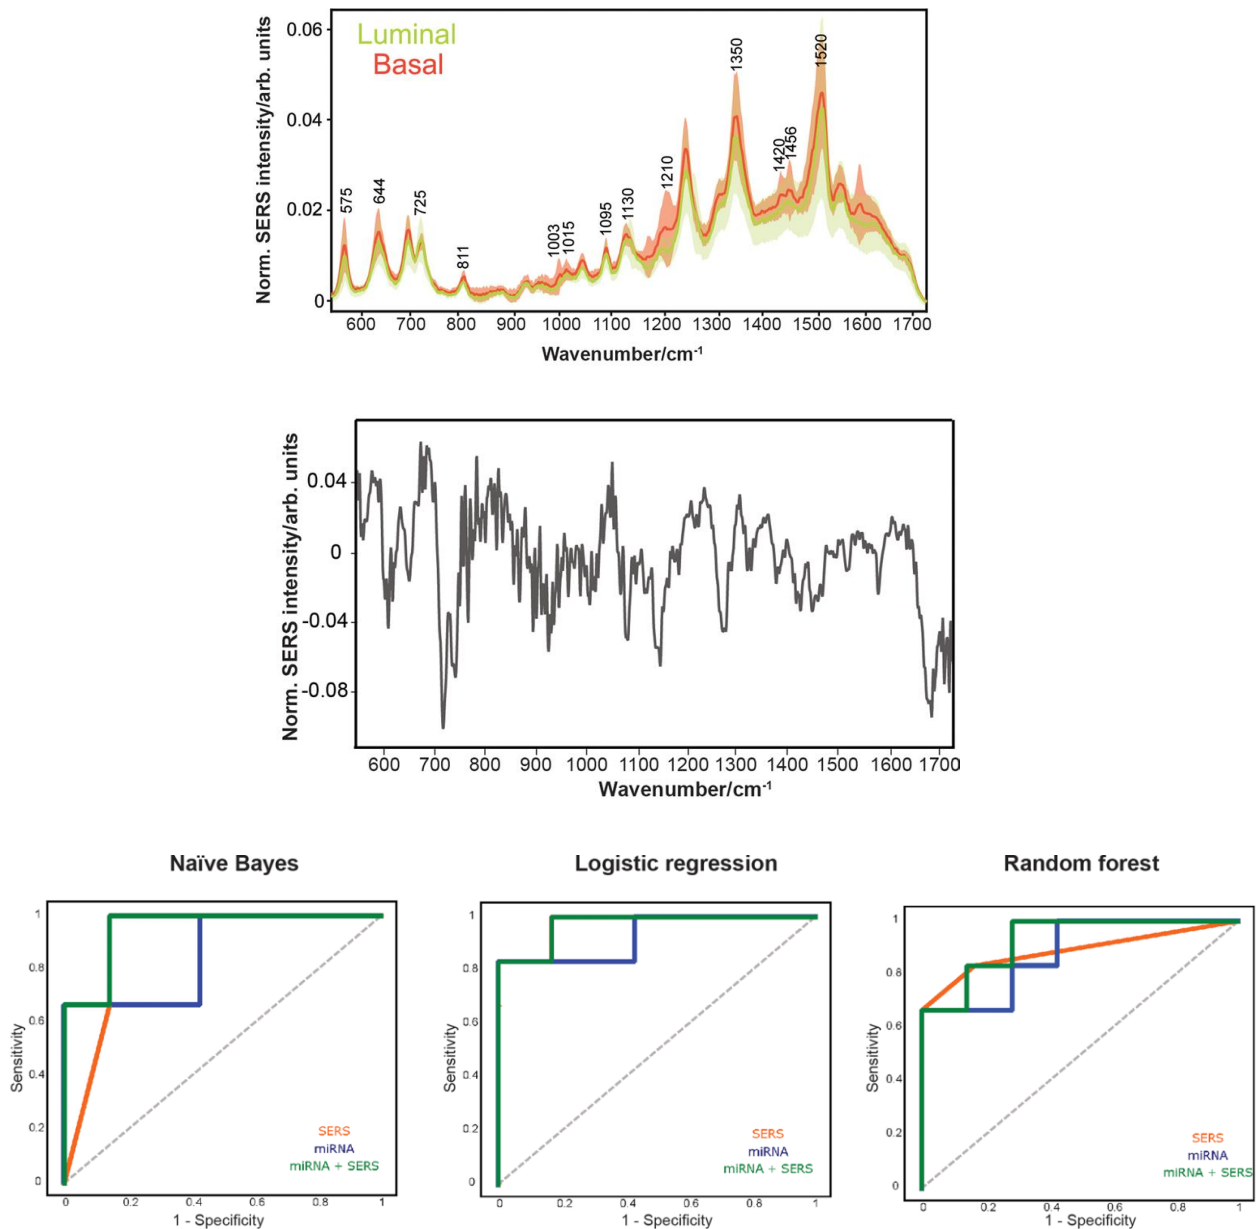 Norm. SERS intensity/arb. units
0.06
0.04
0.02
0
Luminal
Basal
575
644
725
811
1003
1015
1095
1130
1210
1350
1420
1456
1520
600 700 800 900 1000 1100 1200 1300 1400 1500 1600 1700
Wavenumber/cm⁻¹
Norm. SERS intensity/arb. units
0.04
0
-0.04
-0.08
600 700 800 900 1000 1100 1200 1300 1400 1500 1600 1700
Wavenumber/cm⁻¹
Naïve Bayes
Sensitivity
1
0.8
0.6
0.4
0.2
0
SERS
miRNA
miRNA + SERS
0 0.2 0.4 0.6 0.8 1
1 - Specificity
Logistic regression
Sensitivity
1
0.8
0.6
0.4
0.2
0
SERS
miRNA
miRNA + SERS
0 0.2 0.4 0.6 0.8 1
1 - Specificity
Random forest
Sensitivity
1
0.8
0.6
0.4
0.2
0
SERS
miRNA
miRNA + SERS
0 0.2 0.4 0.6 0.8 1
1 - Specificity